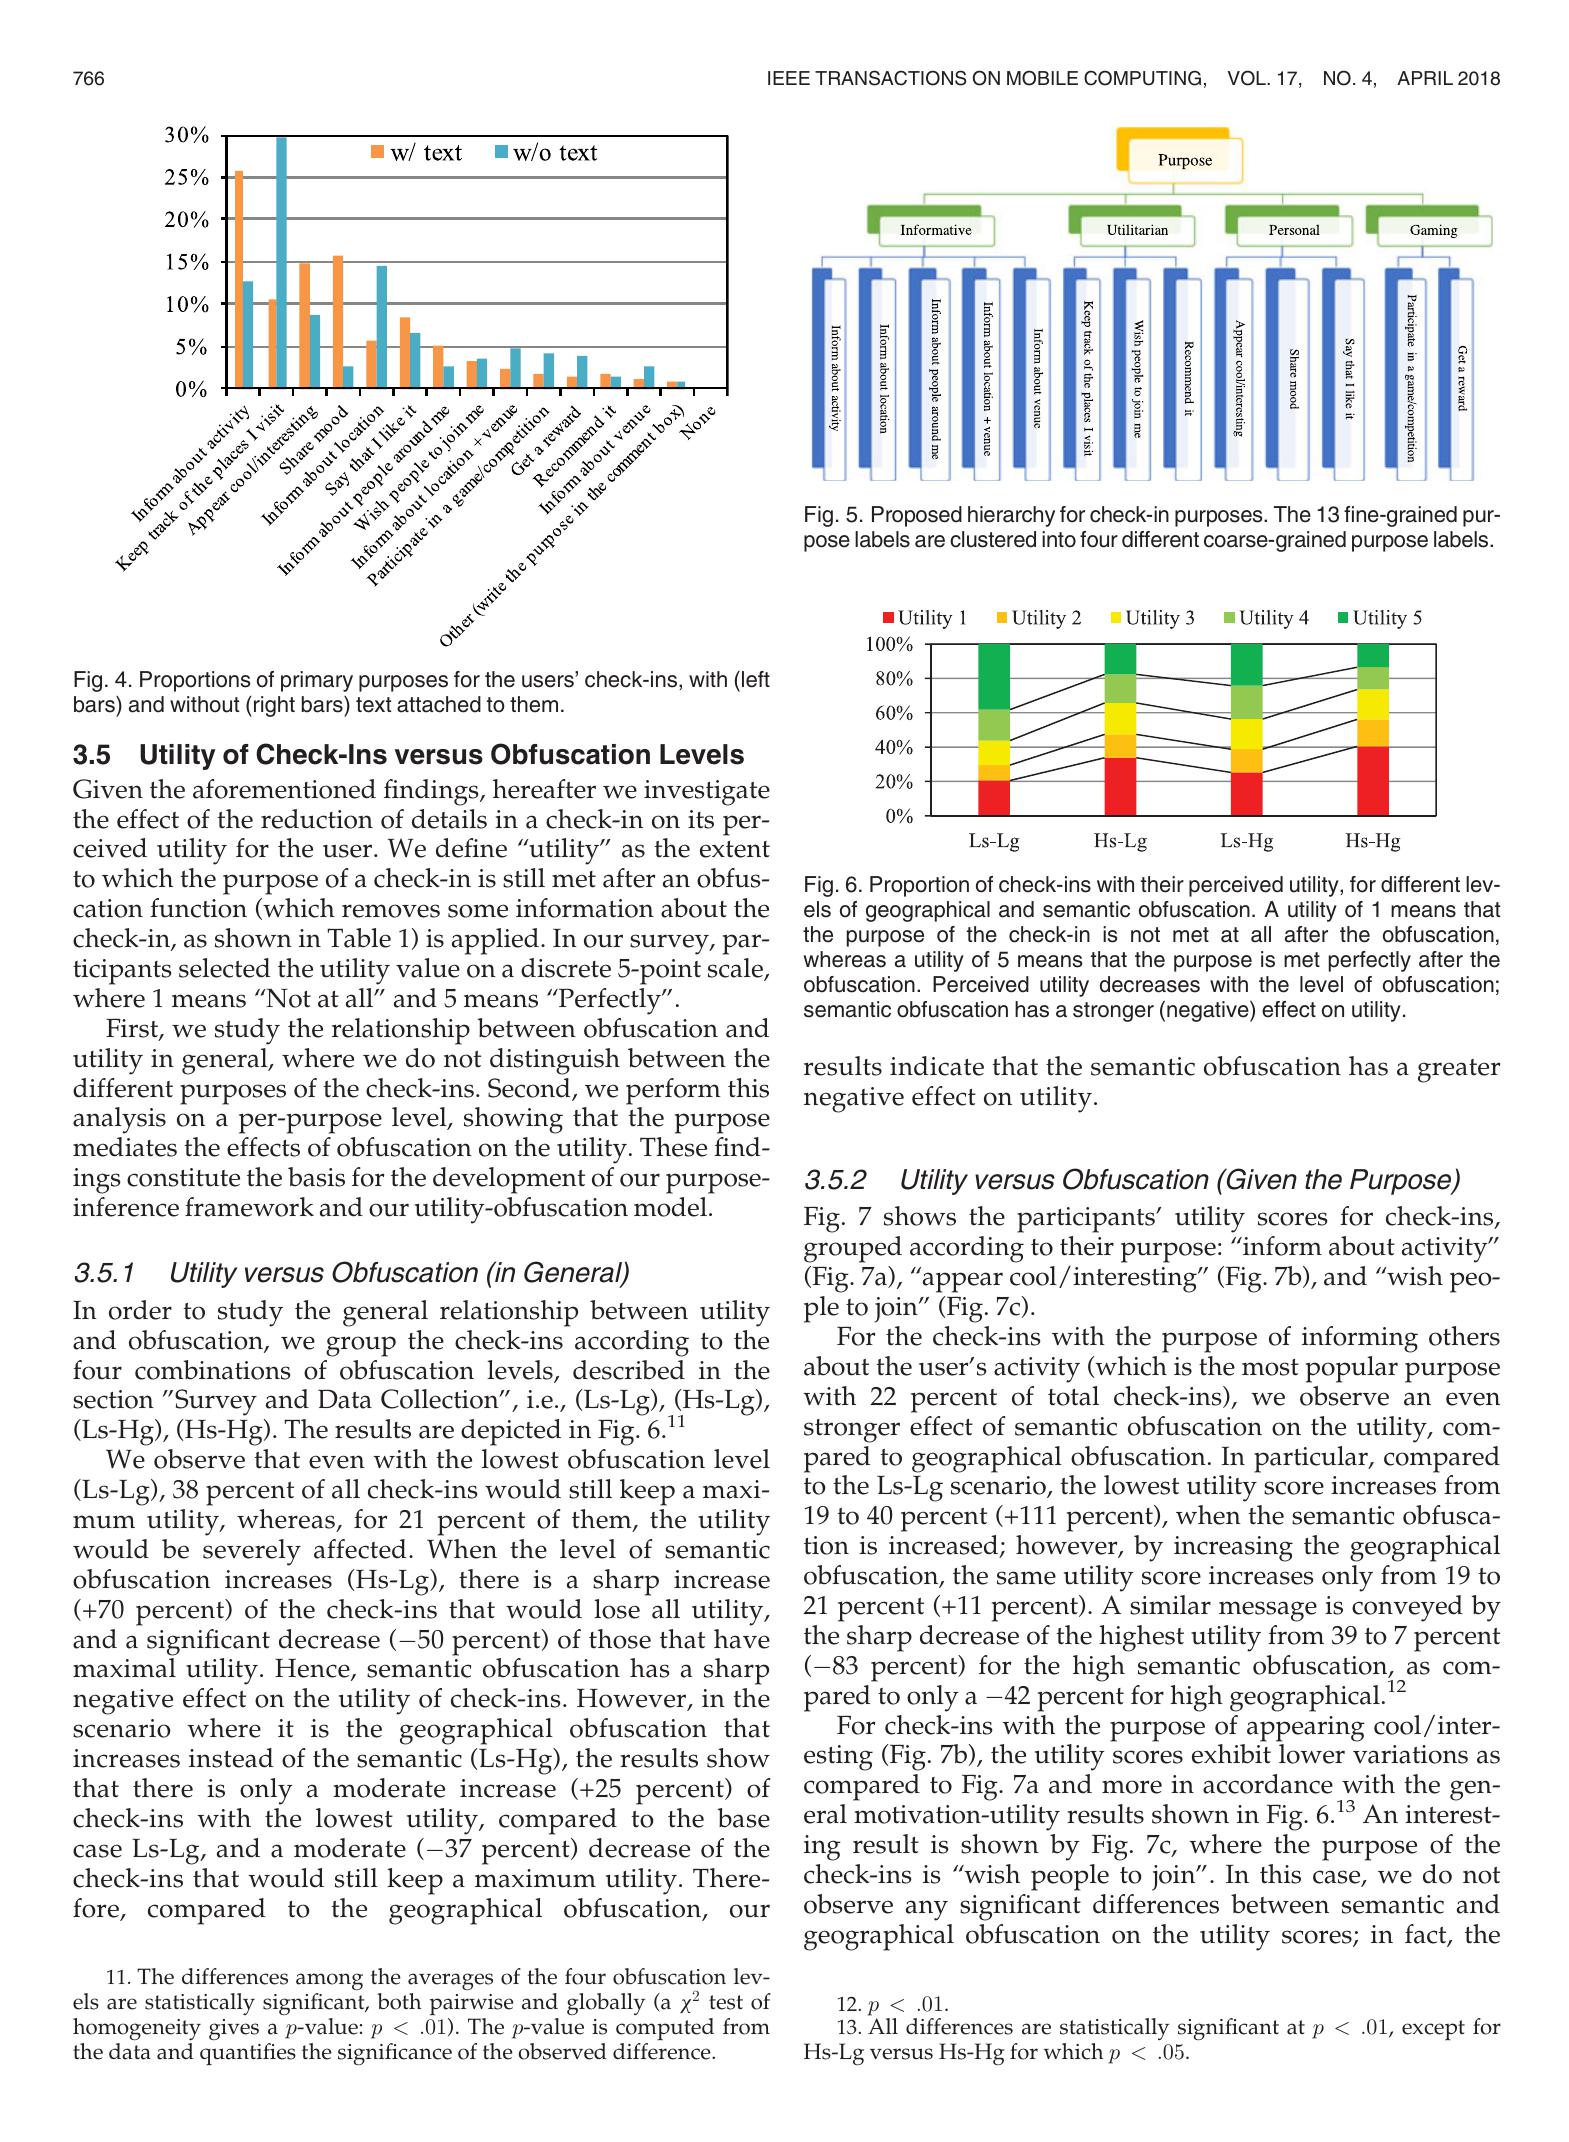 766
IEEE TRANSACTIONS ON MOBILE COMPUTING, VOL. 17, NO. 4, APRIL 2018
30%
25%
20%
15%
10%
5%
0%
w/ text
w/o text
Inform about activity
Keep track of the places I visit
Appear cool/interesting
Share mood
Inform about location
Say that I like it
Inform about people around me
Wish people to join me
Inform about location + venue
Participate in a game/competition
Get a reward
Recommend it
Inform about venue
Other (write the purpose in the comment box)
None
Fig. 4. Proportions of primary purposes for the users’ check-ins, with (left
bars) and without (right bars) text attached to them.
3.5 Utility of Check-Ins versus Obfuscation Levels
Given the aforementioned findings, hereafter we investigate
the effect of the reduction of details in a check-in on its per-
ceived utility for the user. We define “utility” as the extent
to which the purpose of a check-in is still met after an obfus-
cation function (which removes some information about the
check-in, as shown in Table 1) is applied. In our survey, par-
ticipants selected the utility value on a discrete 5-point scale,
where 1 means “Not at all” and 5 means “Perfectly”.
First, we study the relationship between obfuscation and
utility in general, where we do not distinguish between the
different purposes of the check-ins. Second, we perform this
analysis on a per-purpose level, showing that the purpose
mediates the effects of obfuscation on the utility. These find-
ings constitute the basis for the development of our purpose-
inference framework and our utility-obfuscation model.
3.5.1 Utility versus Obfuscation (in General)
In order to study the general relationship between utility
and obfuscation, we group the check-ins according to the
four combinations of obfuscation levels, described in the
section ”Survey and Data Collection”, i.e., (Ls-Lg), (Hs-Lg),
(Ls-Hg), (Hs-Hg). The results are depicted in Fig. 6.11
We observe that even with the lowest obfuscation level
(Ls-Lg), 38 percent of all check-ins would still keep a maxi-
mum utility, whereas, for 21 percent of them, the utility
would be severely affected. When the level of semantic
obfuscation increases (Hs-Lg), there is a sharp increase
(+70 percent) of the check-ins that would lose all utility,
and a significant decrease (−50 percent) of those that have
maximal utility. Hence, semantic obfuscation has a sharp
negative effect on the utility of check-ins. However, in the
scenario where it is the geographical obfuscation that
increases instead of the semantic (Ls-Hg), the results show
that there is only a moderate increase (+25 percent) of
check-ins with the lowest utility, compared to the base
case Ls-Lg, and a moderate (−37 percent) decrease of the
check-ins that would still keep a maximum utility. There-
fore, compared to the geographical obfuscation, our
11. The differences among the averages of the four obfuscation lev-
els are statistically significant, both pairwise and globally (a χ2 test of
homogeneity gives a p-value: p < .01). The p-value is computed from
the data and quantifies the significance of the observed difference.
Purpose
Informative
Utilitarian
Personal
Gaming
Inform about activity
Inform about location
Inform about people around me
Inform about location + venue
Inform about venue
Keep track of the places I visit
Wish people to join me
Recommend it
Appear cool/interesting
Share mood
Say that I like it
Participate in a game/competition
Get a reward
Fig. 5. Proposed hierarchy for check-in purposes. The 13 fine-grained pur-
pose labels are clustered into four different coarse-grained purpose labels.
Utility 1
Utility 2
Utility 3
Utility 4
Utility 5
100%
80%
60%
40%
20%
0%
Ls-Lg
Hs-Lg
Ls-Hg
Hs-Hg
Fig. 6. Proportion of check-ins with their perceived utility, for different lev-
els of geographical and semantic obfuscation. A utility of 1 means that
the purpose of the check-in is not met at all after the obfuscation,
whereas a utility of 5 means that the purpose is met perfectly after the
obfuscation. Perceived utility decreases with the level of obfuscation;
semantic obfuscation has a stronger (negative) effect on utility.
results indicate that the semantic obfuscation has a greater
negative effect on utility.
3.5.2 Utility versus Obfuscation (Given the Purpose)
Fig. 7 shows the participants’ utility scores for check-ins,
grouped according to their purpose: “inform about activity”
(Fig. 7a), “appear cool/interesting” (Fig. 7b), and “wish peo-
ple to join” (Fig. 7c).
For the check-ins with the purpose of informing others
about the user’s activity (which is the most popular purpose
with 22 percent of total check-ins), we observe an even
stronger effect of semantic obfuscation on the utility, com-
pared to geographical obfuscation. In particular, compared
to the Ls-Lg scenario, the lowest utility score increases from
19 to 40 percent (+111 percent), when the semantic obfusca-
tion is increased; however, by increasing the geographical
obfuscation, the same utility score increases only from 19 to
21 percent (+11 percent). A similar message is conveyed by
the sharp decrease of the highest utility from 39 to 7 percent
(−83 percent) for the high semantic obfuscation, as com-
pared to only a −42 percent for high geographical.12
For check-ins with the purpose of appearing cool/inter-
esting (Fig. 7b), the utility scores exhibit lower variations as
compared to Fig. 7a and more in accordance with the gen-
eral motivation-utility results shown in Fig. 6.13 An interest-
ing result is shown by Fig. 7c, where the purpose of the
check-ins is “wish people to join”. In this case, we do not
observe any significant differences between semantic and
geographical obfuscation on the utility scores; in fact, the
12. p < .01.
13. All differences are statistically significant at p < .01, except for
Hs-Lg versus Hs-Hg for which p < .05.